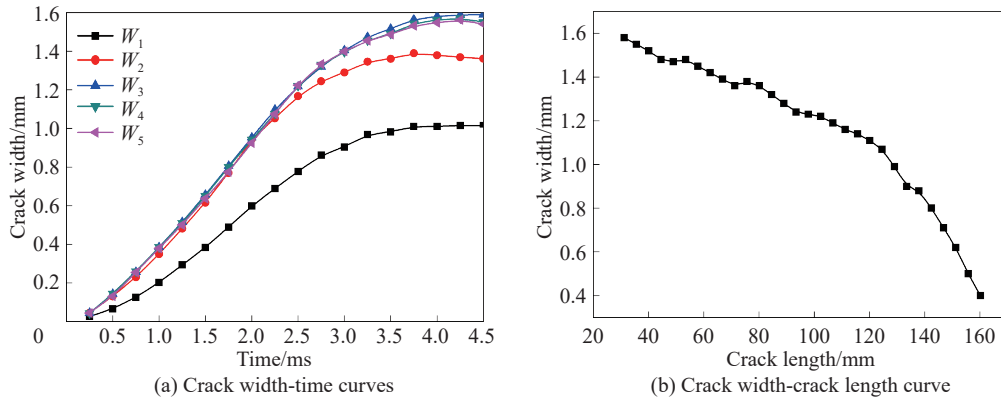 1.6
1.4
1.2
1.0
0.8
0.6
0.4
0.2
0
Crack width/mm
W1
W2
W3
W4
W5
0.5 1.0 1.5 2.0 2.5 3.0 3.5 4.0 4.5
Time/ms
(a) Crack width-time curves
1.6
1.4
1.2
1.0
0.8
0.6
0.4
Crack width/mm
20 40 60 80 100 120 140 160
Crack length/mm
(b) Crack width-crack length curve